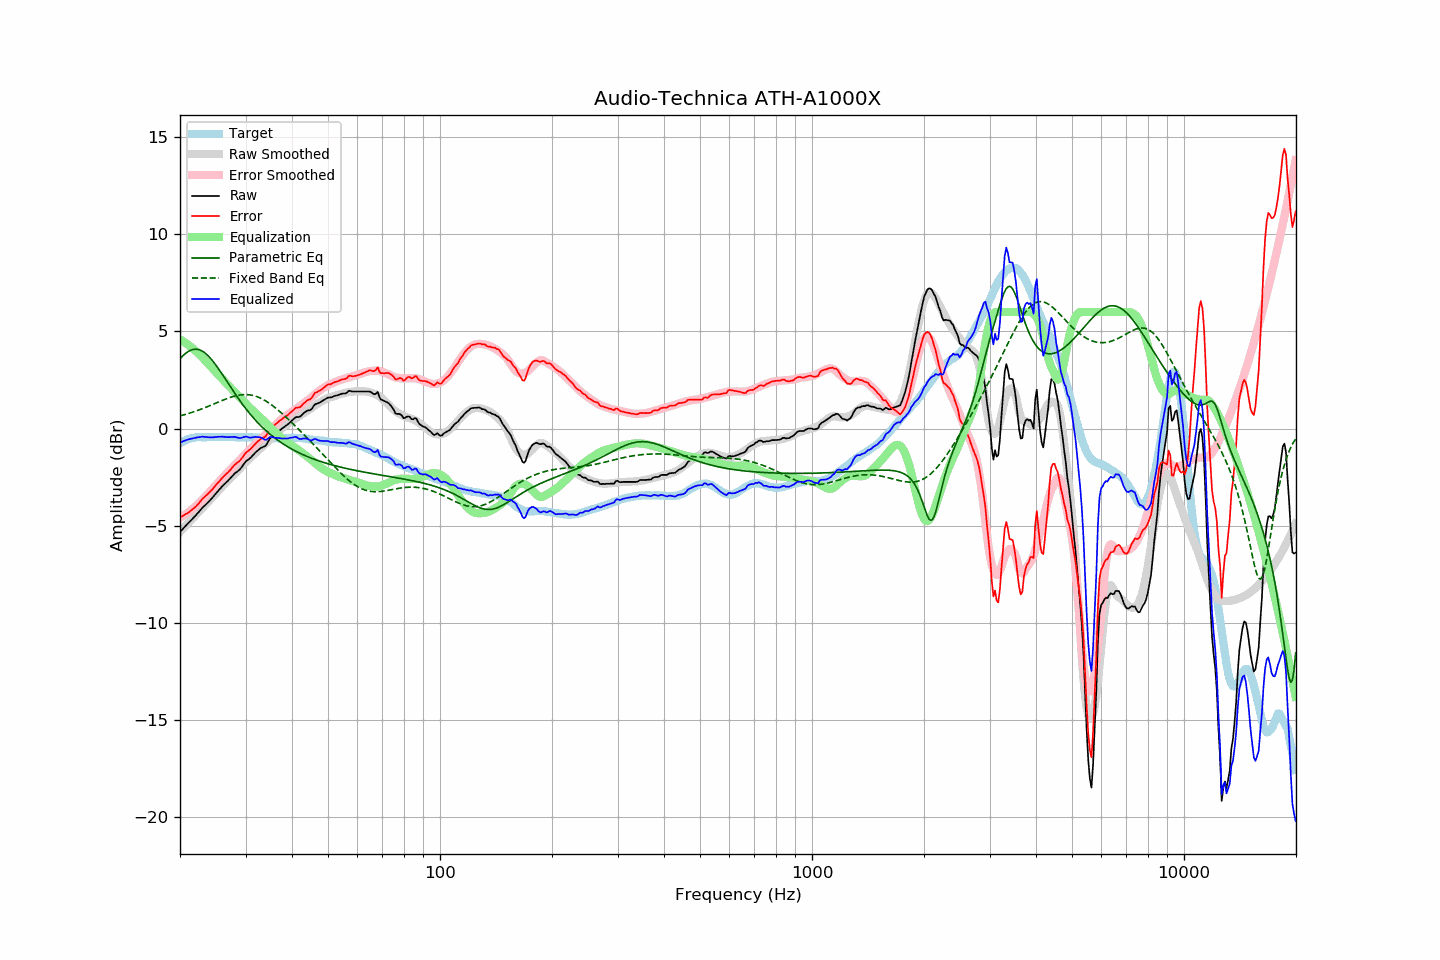 Audio-Technica ATH-A1000X
Target
Raw Smoothed
Error Smoothed
Raw
Error
Equalization
Parametric Eq
Fixed Band Eq
Equalized
15
10
5
0
−5
−10
−15
−20
Amplitude (dBr)
100
1000
10000
Frequency (Hz)